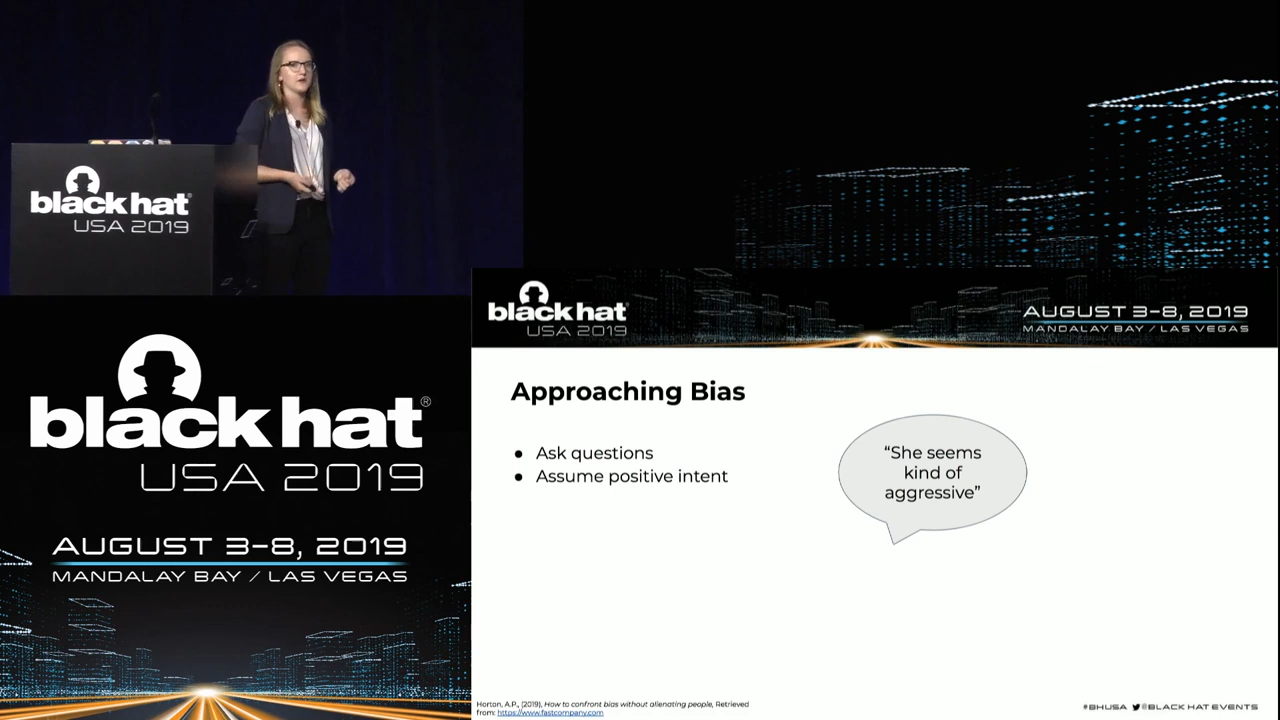 black hat
USA 2019
black hat®
USA 2019
AUGUST 3–8, 2019
MANDALAY BAY / LAS VEGAS
black hat
USA 2019
AUGUST 3–8, 2019
MANDALAY BAY / LAS VEGAS
Approaching Bias
● Ask questions
● Assume positive intent
“She seems
kind of
aggressive”
Horton, A.P., (2019), How to confront bias without alienating people, Retrieved
from: https://www.fastcompany.com
#BHUSA @BLACK HAT EVENTS